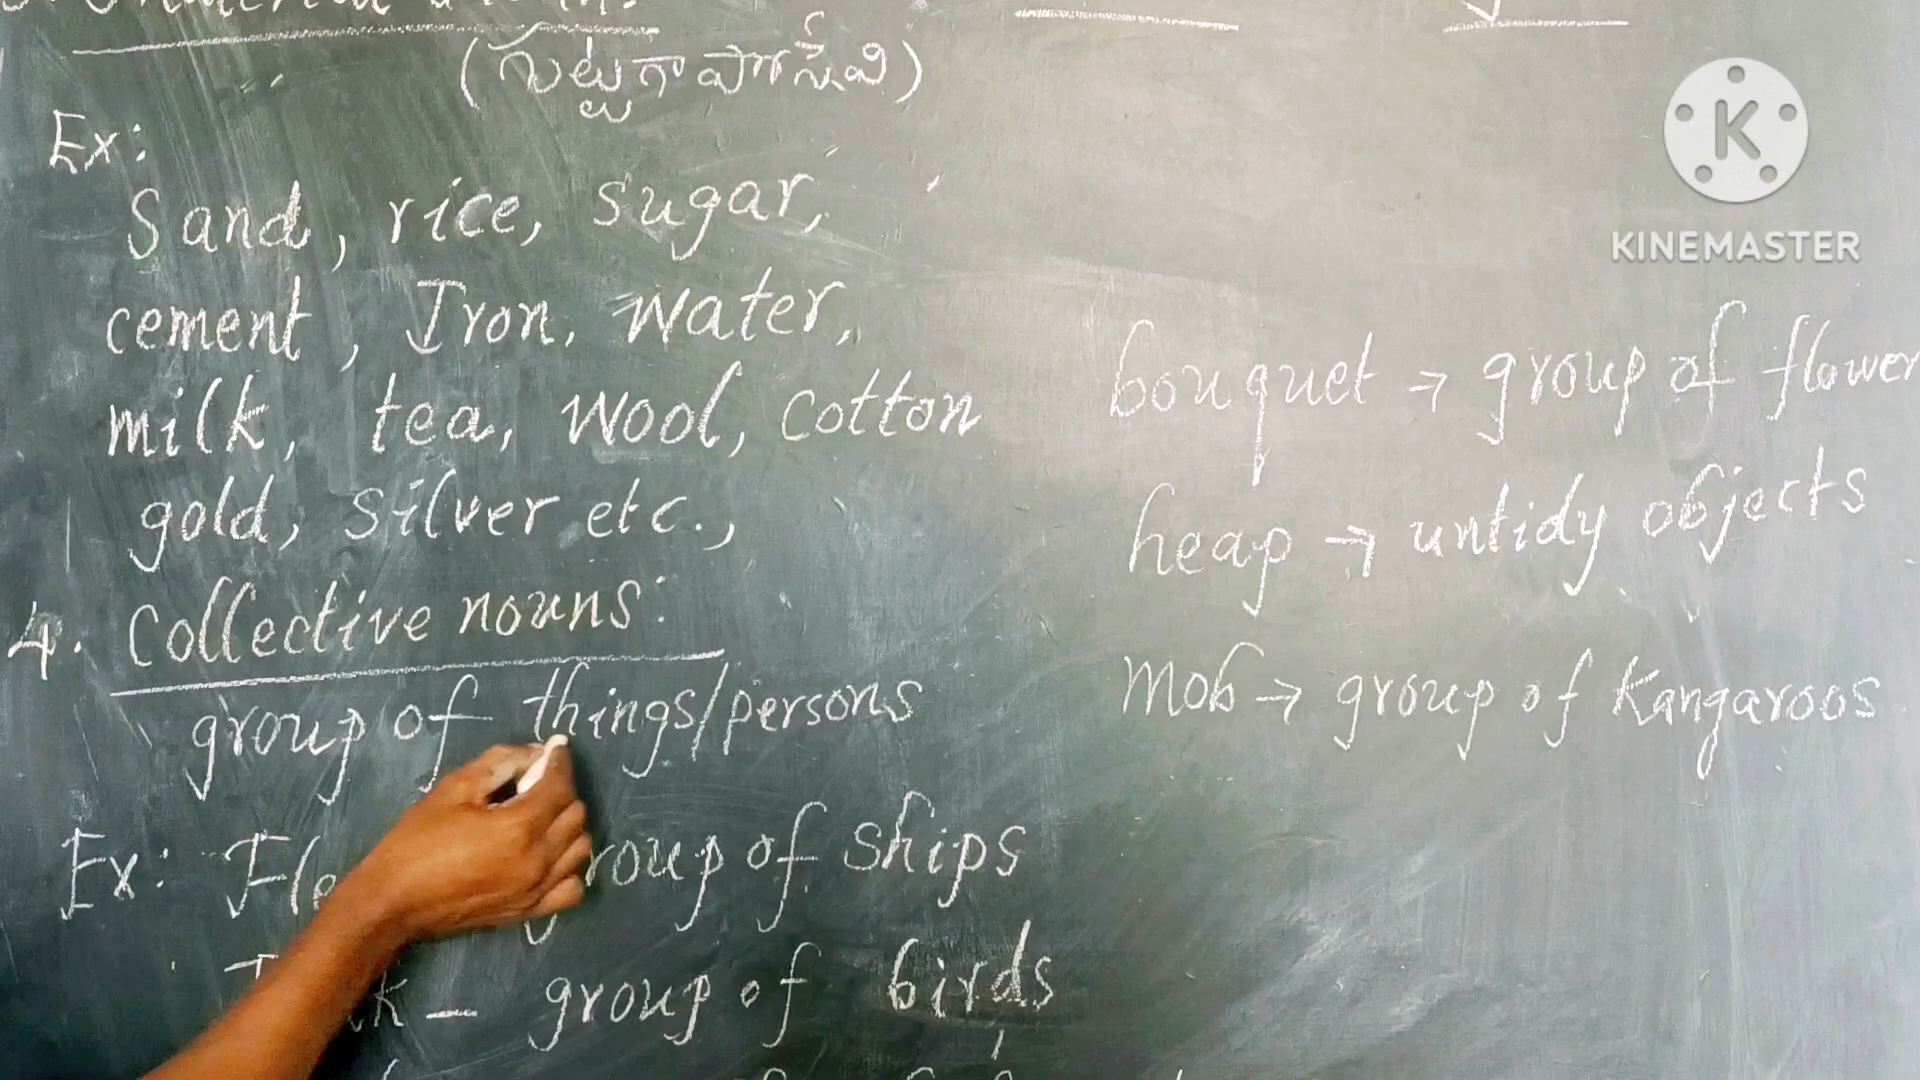 (గుట్టుగా పోసేవి)
Ex:
Sand, rice, sugar,
cement, Iron, Water,
milk, tea, Wool, Cotton
gold, silver etc.,
4. Collective nouns:
group of things/persons
Ex: Fle group of ships
k - group of birds
K
KINEMASTER
bouquet → group of flower
heap → untidy objects
Mob → group of Kangaroos